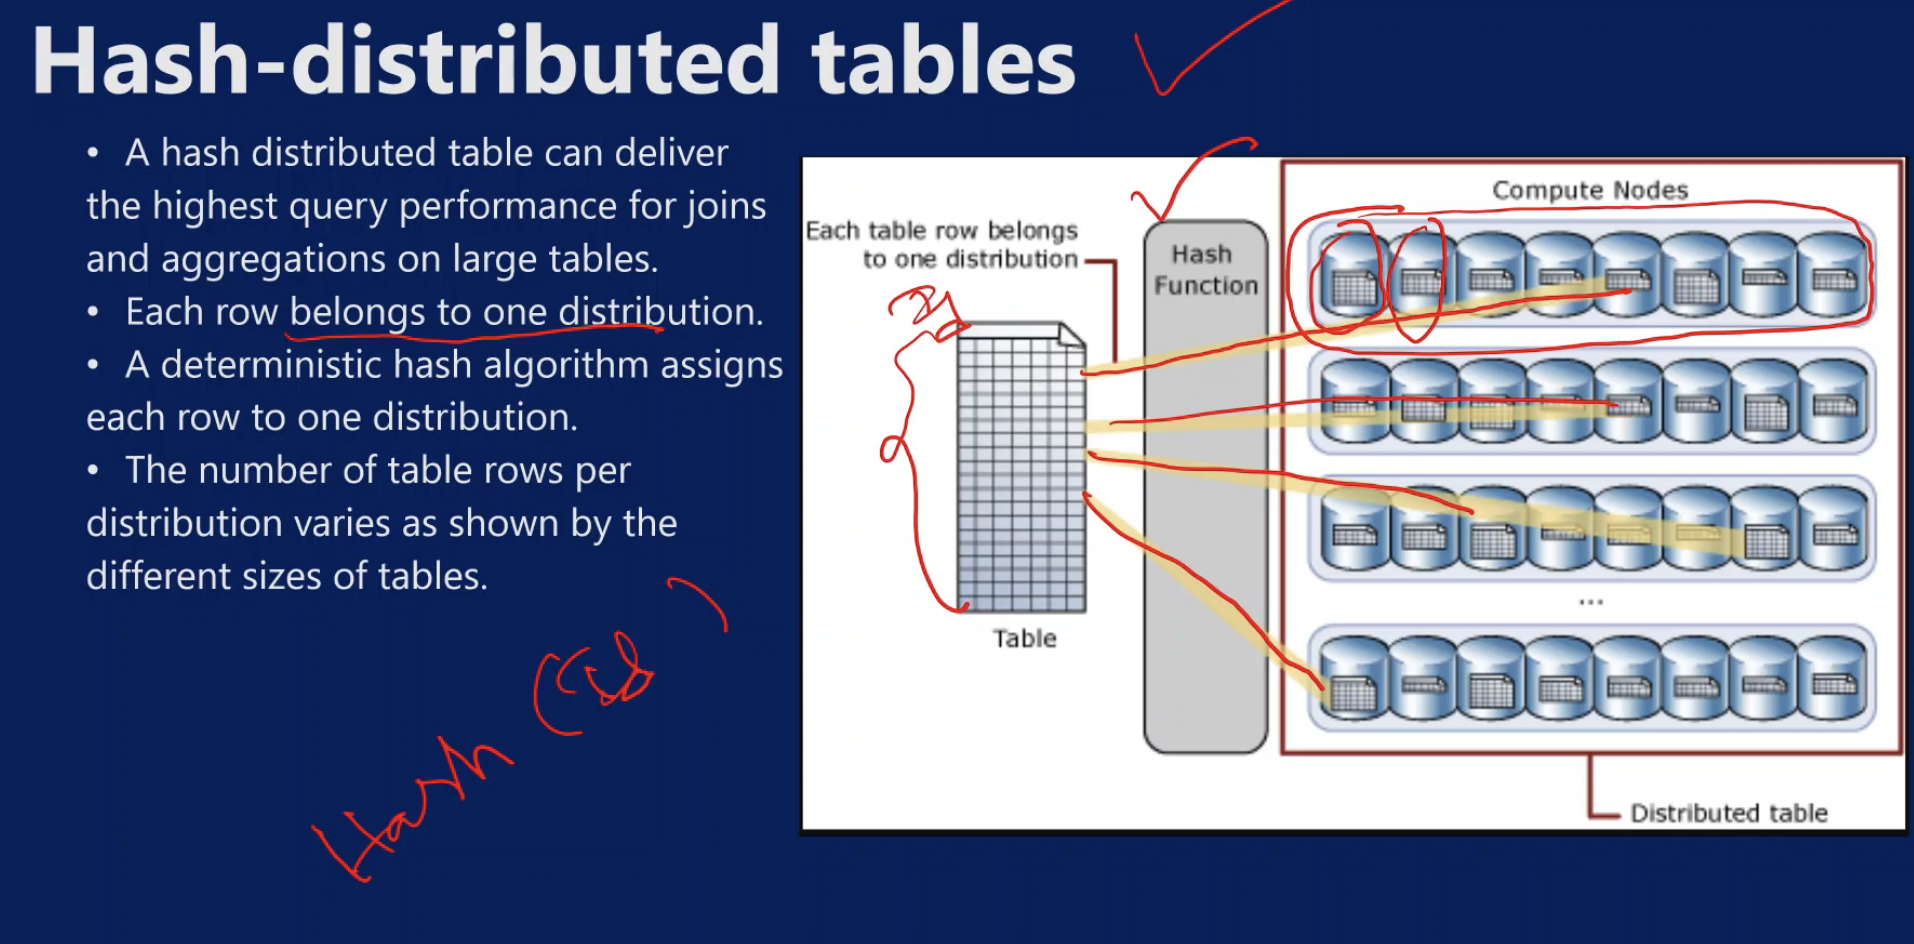 Hash-distributed tables
• A hash distributed table can deliver
the highest query performance for joins
and aggregations on large tables.
• Each row belongs to one distribution.
• A deterministic hash algorithm assigns
each row to one distribution.
• The number of table rows per
distribution varies as shown by the
different sizes of tables.
Hash (
)
Each table row belongs
to one distribution
Hash
Function
Compute Nodes
...
Table
Distributed table